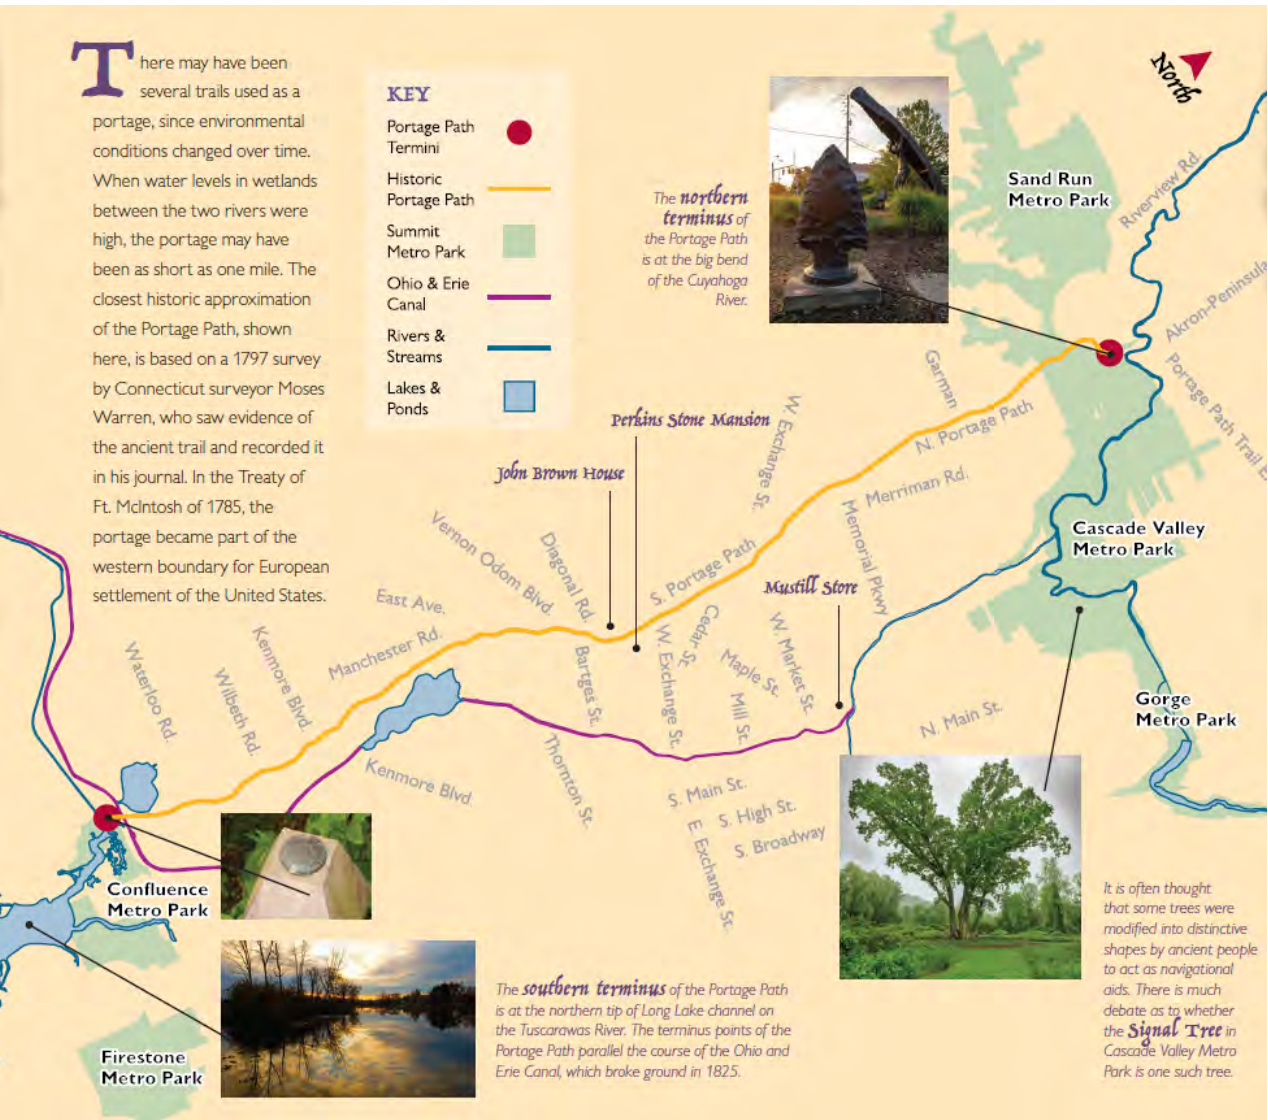 There may have been
several trails used as a
portage, since environmental
conditions changed over time.
When water levels in wetlands
between the two rivers were
high, the portage may have
been as short as one mile. The
closest historic approximation
of the Portage Path, shown
here, is based on a 1797 survey
by Connecticut surveyor Moses
Warren, who saw evidence of
the ancient trail and recorded it
in his journal. In the Treaty of
Ft. McIntosh of 1785, the
portage became part of the
western boundary for European
settlement of the United States.
KEY
Portage Path
Termini
Historic
Portage Path
Summit
Metro Park
Ohio & Erie
Canal
Rivers &
Streams
Lakes &
Ponds
The northern
terminus of
the Portage Path
is at the big bend
of the Cuyahoga
River.
North
Sand Run
Metro Park
Riverview Rd.
Akron-Peninsula
Portage Path Trail E
Garman
N. Portage Path
Merriman Rd.
W. Exchange St.
Perkins Stone Mansion
John Brown House
Memorial Pkwy
Cascade Valley
Metro Park
Vernon Odom Blvd.
Diagonal Rd.
S. Portage Path
Mustill Store
East Ave.
Manchester Rd.
Kenmore Blvd.
Wilbeth Rd.
Waterloo Rd.
Bartges St.
W. Exchange St.
Cedar St.
Maple St.
W. Market St.
Mill St.
N. Main St.
Gorge
Metro Park
Kenmore Blvd
Thornton St.
S. Main St.
S. High St.
S. Broadway
E. Exchange St.
Confluence
Metro Park
Firestone
Metro Park
The southern terminus of the Portage Path
is at the northern tip of Long Lake channel on
the Tuscarawas River. The terminus points of the
Portage Path parallel the course of the Ohio and
Erie Canal, which broke ground in 1825.
It is often thought
that some trees were
modified into distinctive
shapes by ancient people
to act as navigational
aids. There is much
debate as to whether
the Signal Tree in
Cascade Valley Metro
Park is one such tree.